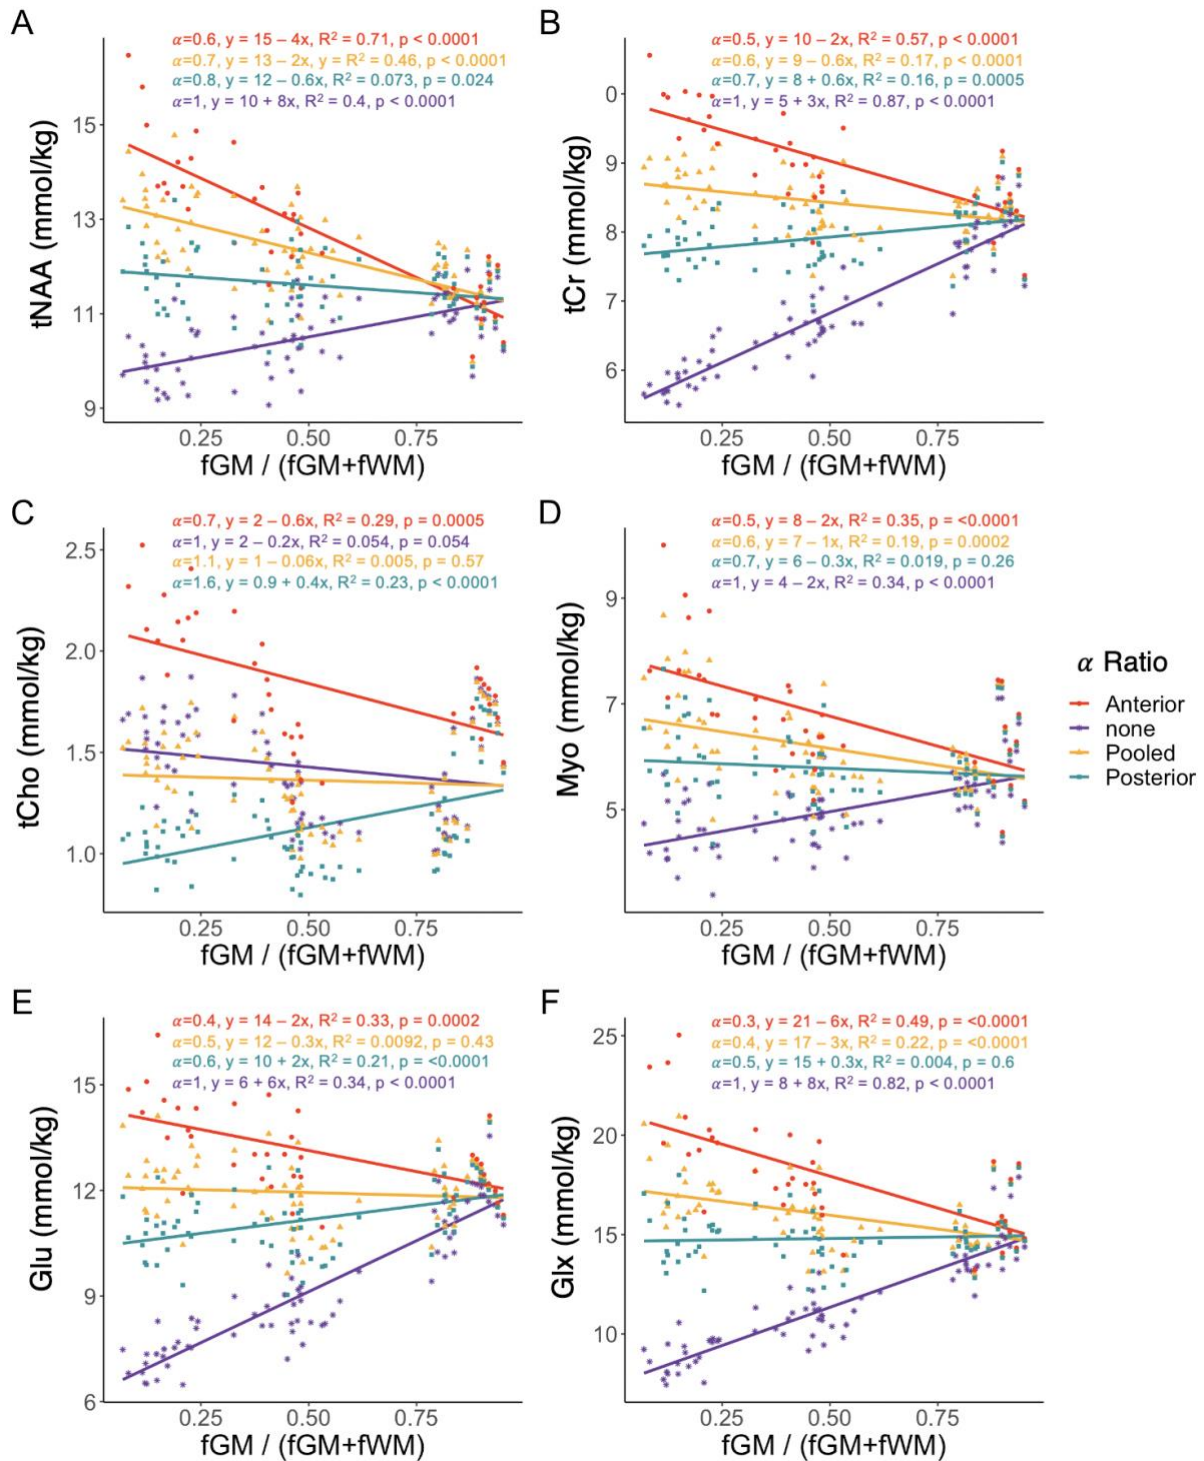 A
α=0.6, y = 15 – 4x, R² = 0.71, p < 0.0001
α=0.7, y = 13 – 2x, y = R² = 0.46, p < 0.0001
α=0.8, y = 12 – 0.6x, R² = 0.073, p = 0.024
α=1, y = 10 + 8x, R² = 0.4, p < 0.0001
tNAA (mmol/kg)
15
13
11
9
0.25 0.50 0.75
fGM / (fGM+fWM)
B
α=0.5, y = 10 – 2x, R² = 0.57, p < 0.0001
α=0.6, y = 9 – 0.6x, R² = 0.17, p < 0.0001
α=0.7, y = 8 + 0.6x, R² = 0.16, p = 0.0005
α=1, y = 5 + 3x, R² = 0.87, p < 0.0001
tCr (mmol/kg)
0
9
8
7
6
0.25 0.50 0.75
fGM / (fGM+fWM)
C
α=0.7, y = 2 – 0.6x, R² = 0.29, p = 0.0005
α=1, y = 2 – 0.2x, R² = 0.054, p = 0.054
α=1.1, y = 1 – 0.06x, R² = 0.005, p = 0.57
α=1.6, y = 0.9 + 0.4x, R² = 0.23, p < 0.0001
tCho (mmol/kg)
2.5
2.0
1.5
1.0
0.25 0.50 0.75
fGM / (fGM+fWM)
D
α=0.5, y = 8 – 2x, R² = 0.35, p = <0.0001
α=0.6, y = 7 – 1x, R² = 0.19, p = 0.0002
α=0.7, y = 6 – 0.3x, R² = 0.019, p = 0.26
α=1, y = 4 – 2x, R² = 0.34, p < 0.0001
Myo (mmol/kg)
9
7
5
0.25 0.50 0.75
fGM / (fGM+fWM)
α Ratio
Anterior
none
Pooled
Posterior
E
α=0.4, y = 14 – 2x, R² = 0.33, p = 0.0002
α=0.5, y = 12 – 0.3x, R² = 0.0092, p = 0.43
α=0.6, y = 10 + 2x, R² = 0.21, p = <0.0001
α=1, y = 6 + 6x, R² = 0.34, p < 0.0001
Glu (mmol/kg)
15
12
9
6
0.25 0.50 0.75
fGM / (fGM+fWM)
F
α=0.3, y = 21 – 6x, R² = 0.49, p = <0.0001
α=0.4, y = 17 – 3x, R² = 0.22, p = <0.0001
α=0.5, y = 15 + 0.3x, R² = 0.004, p = 0.6
α=1, y = 8 + 8x, R² = 0.82, p < 0.0001
Glx (mmol/kg)
25
20
15
10
0.25 0.50 0.75
fGM / (fGM+fWM)